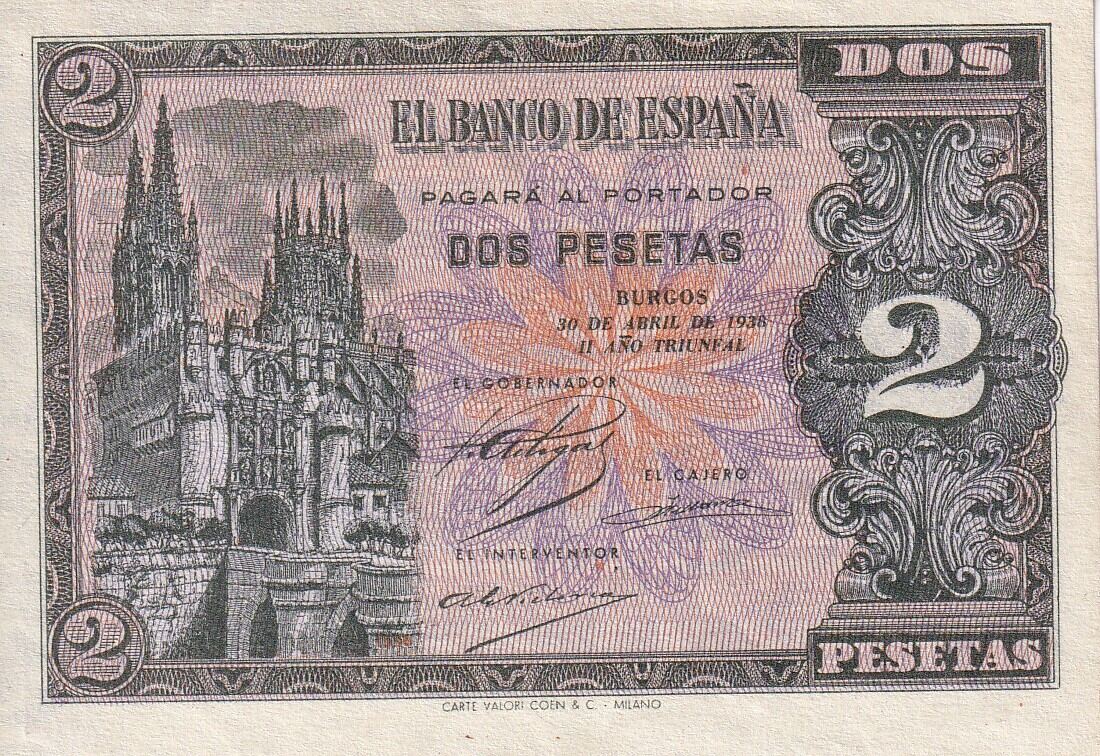 2
DOS
EL BANCO DE ESPAÑA
PAGARÁ AL PORTADOR
DOS PESETAS
BURGOS
30 DE ABRIL DE 1938
II AÑO TRIUNFAL
2
EL GOBERNADOR
EL CAJERO
EL INTERVENTOR
2
PESETAS
CARTE VALORI COEN & C. - MILANO